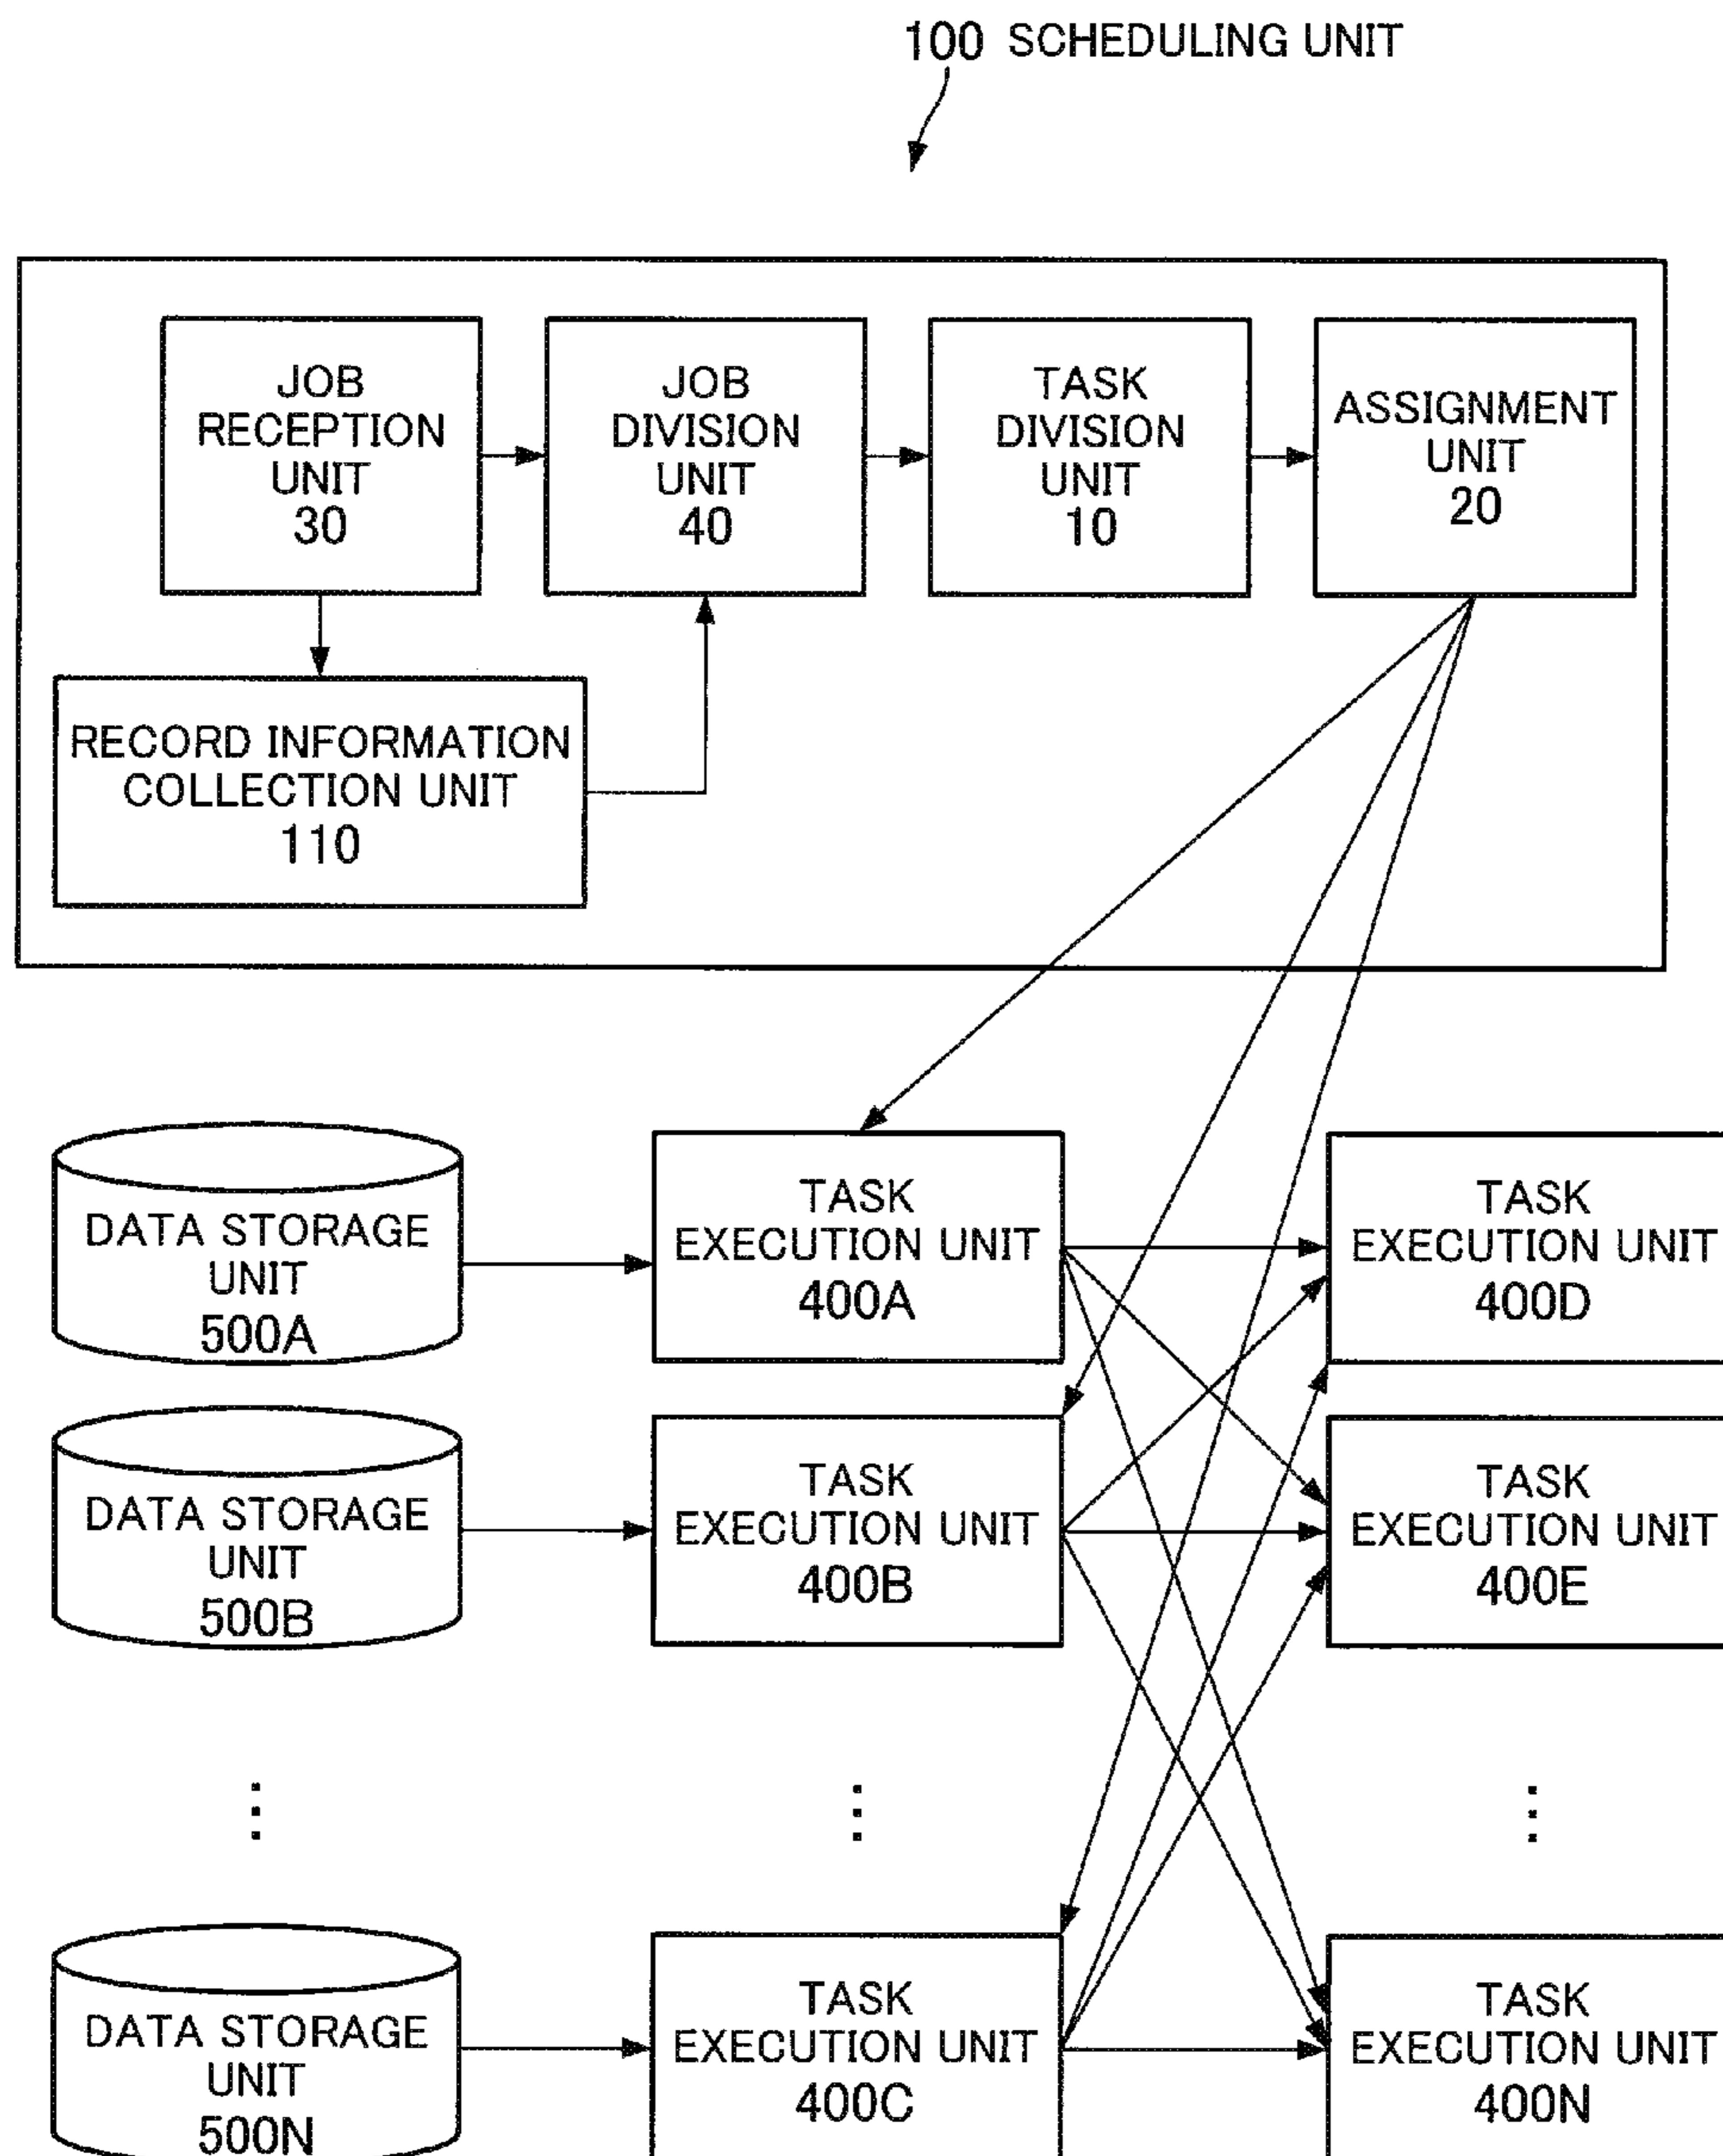 100 SCHEDULING UNIT
JOB
RECEPTION
UNIT
30
JOB
DIVISION
UNIT
40
TASK
DIVISION
UNIT
10
ASSIGNMENT
UNIT
20
RECORD INFORMATION
COLLECTION UNIT
110
DATA STORAGE
UNIT
500A
TASK
EXECUTION UNIT
400A
TASK
EXECUTION UNIT
400D
DATA STORAGE
UNIT
500B
TASK
EXECUTION UNIT
400B
TASK
EXECUTION UNIT
400E
DATA STORAGE
UNIT
500N
TASK
EXECUTION UNIT
400C
TASK
EXECUTION UNIT
400N